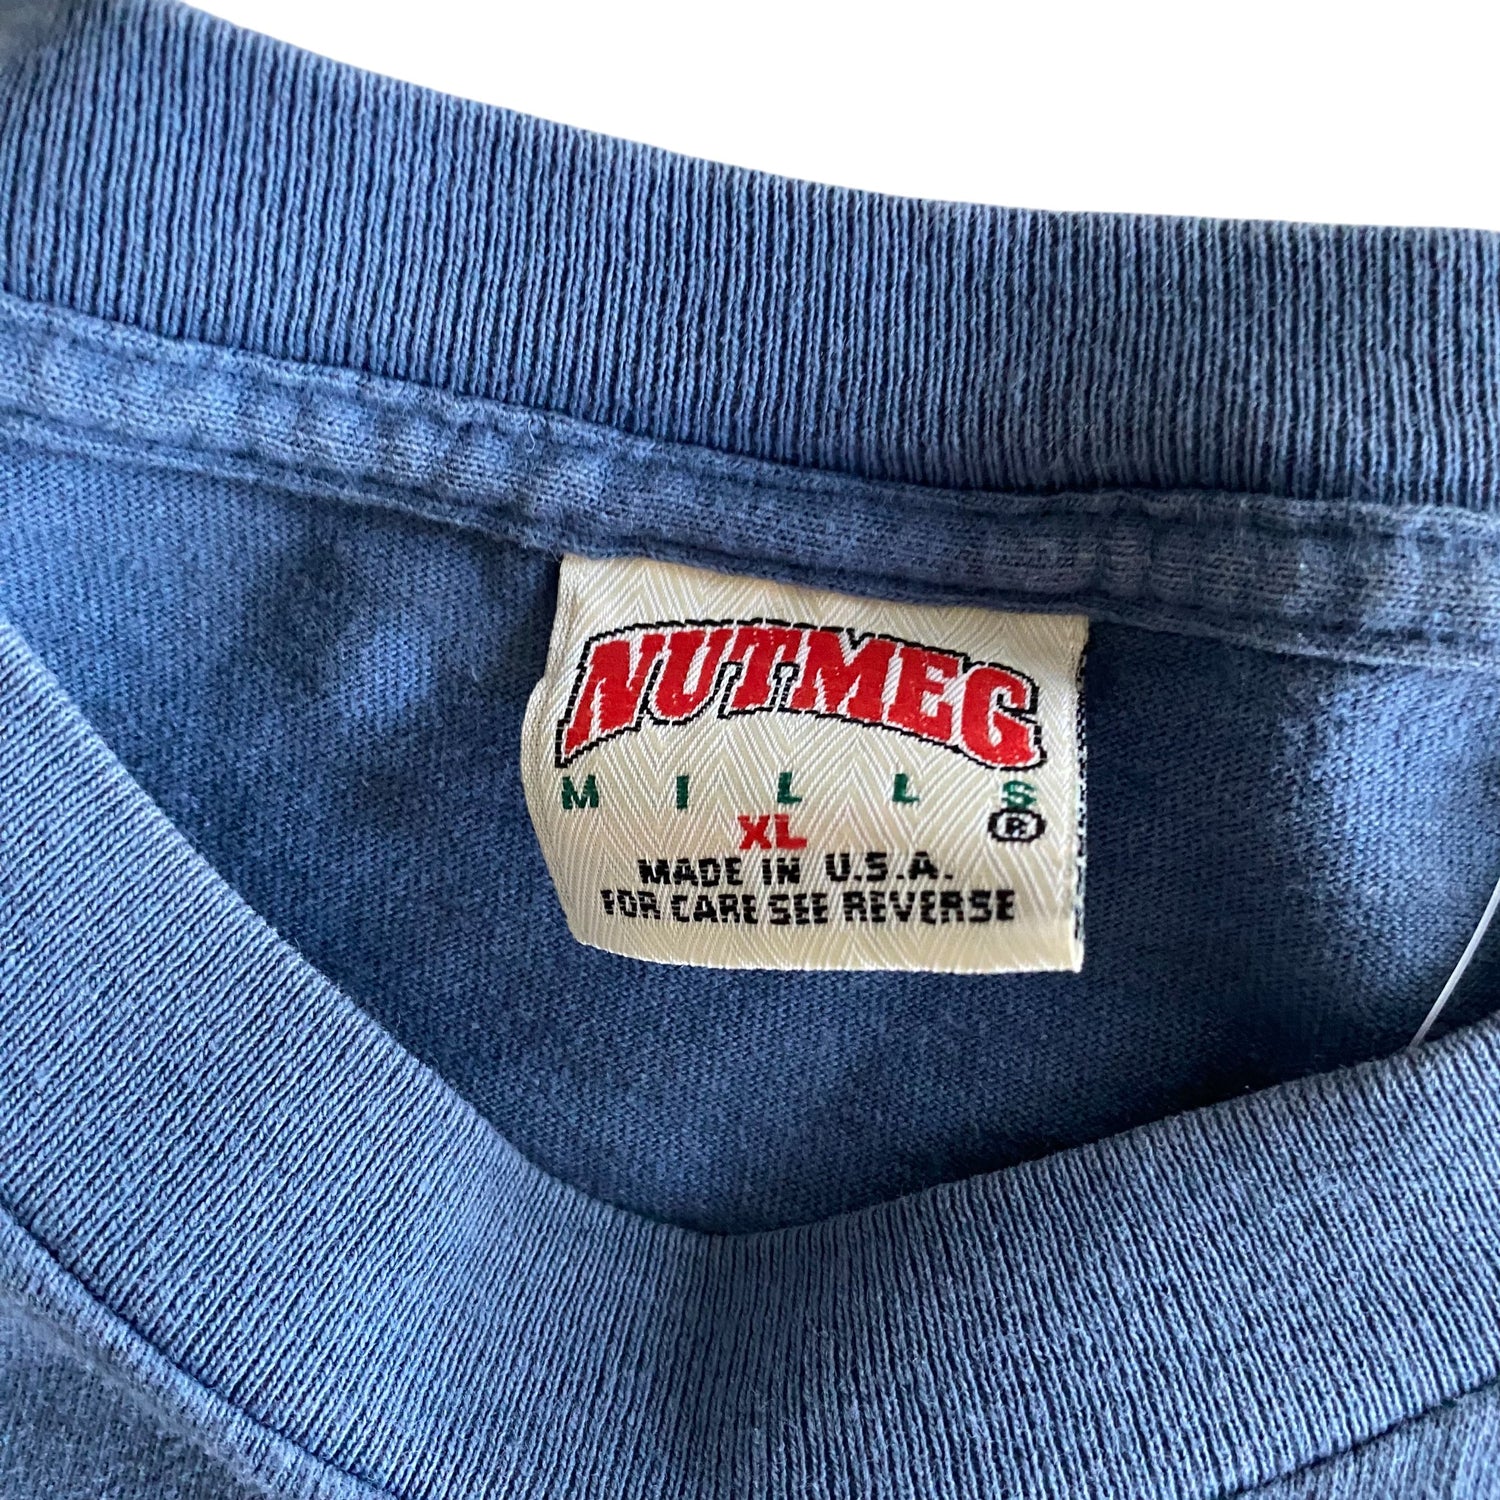 NUTMEG
MILLS
®
XL
MADE IN U.S.A.
FOR CARE SEE REVERSE